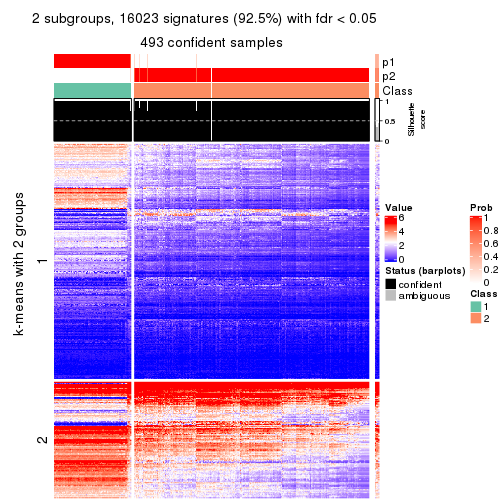 2 subgroups, 16023 signatures (92.5%) with fdr < 0.05
493 confident samples
p1
p2
Class
1
0.5
0
Silhouette
score
k-means with 2 groups
1
2
Value
6
4
2
0
Status (barplots)
confident
ambiguous
Prob
1
0.8
0.6
0.4
0.2
0
Class
1
2